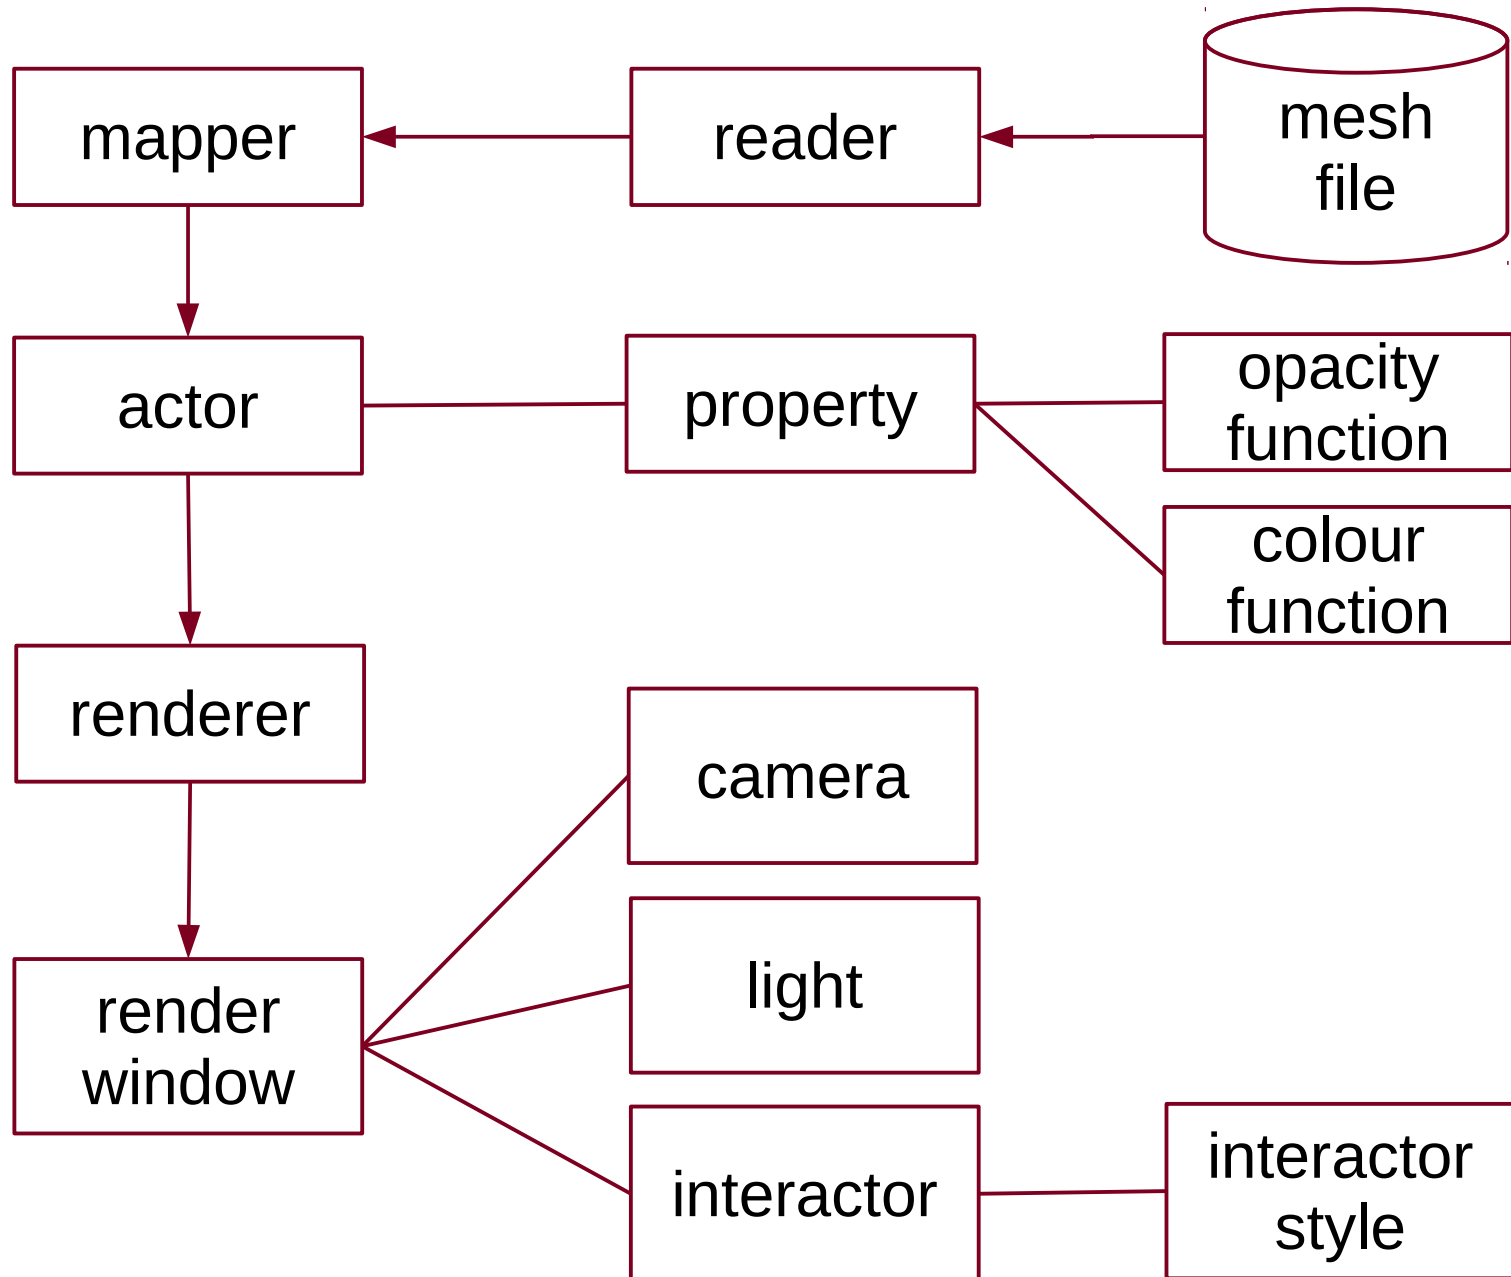 mapper
reader
mesh
file
actor
property
opacity
function
colour
function
renderer
camera
light
render
window
interactor
interactor
style